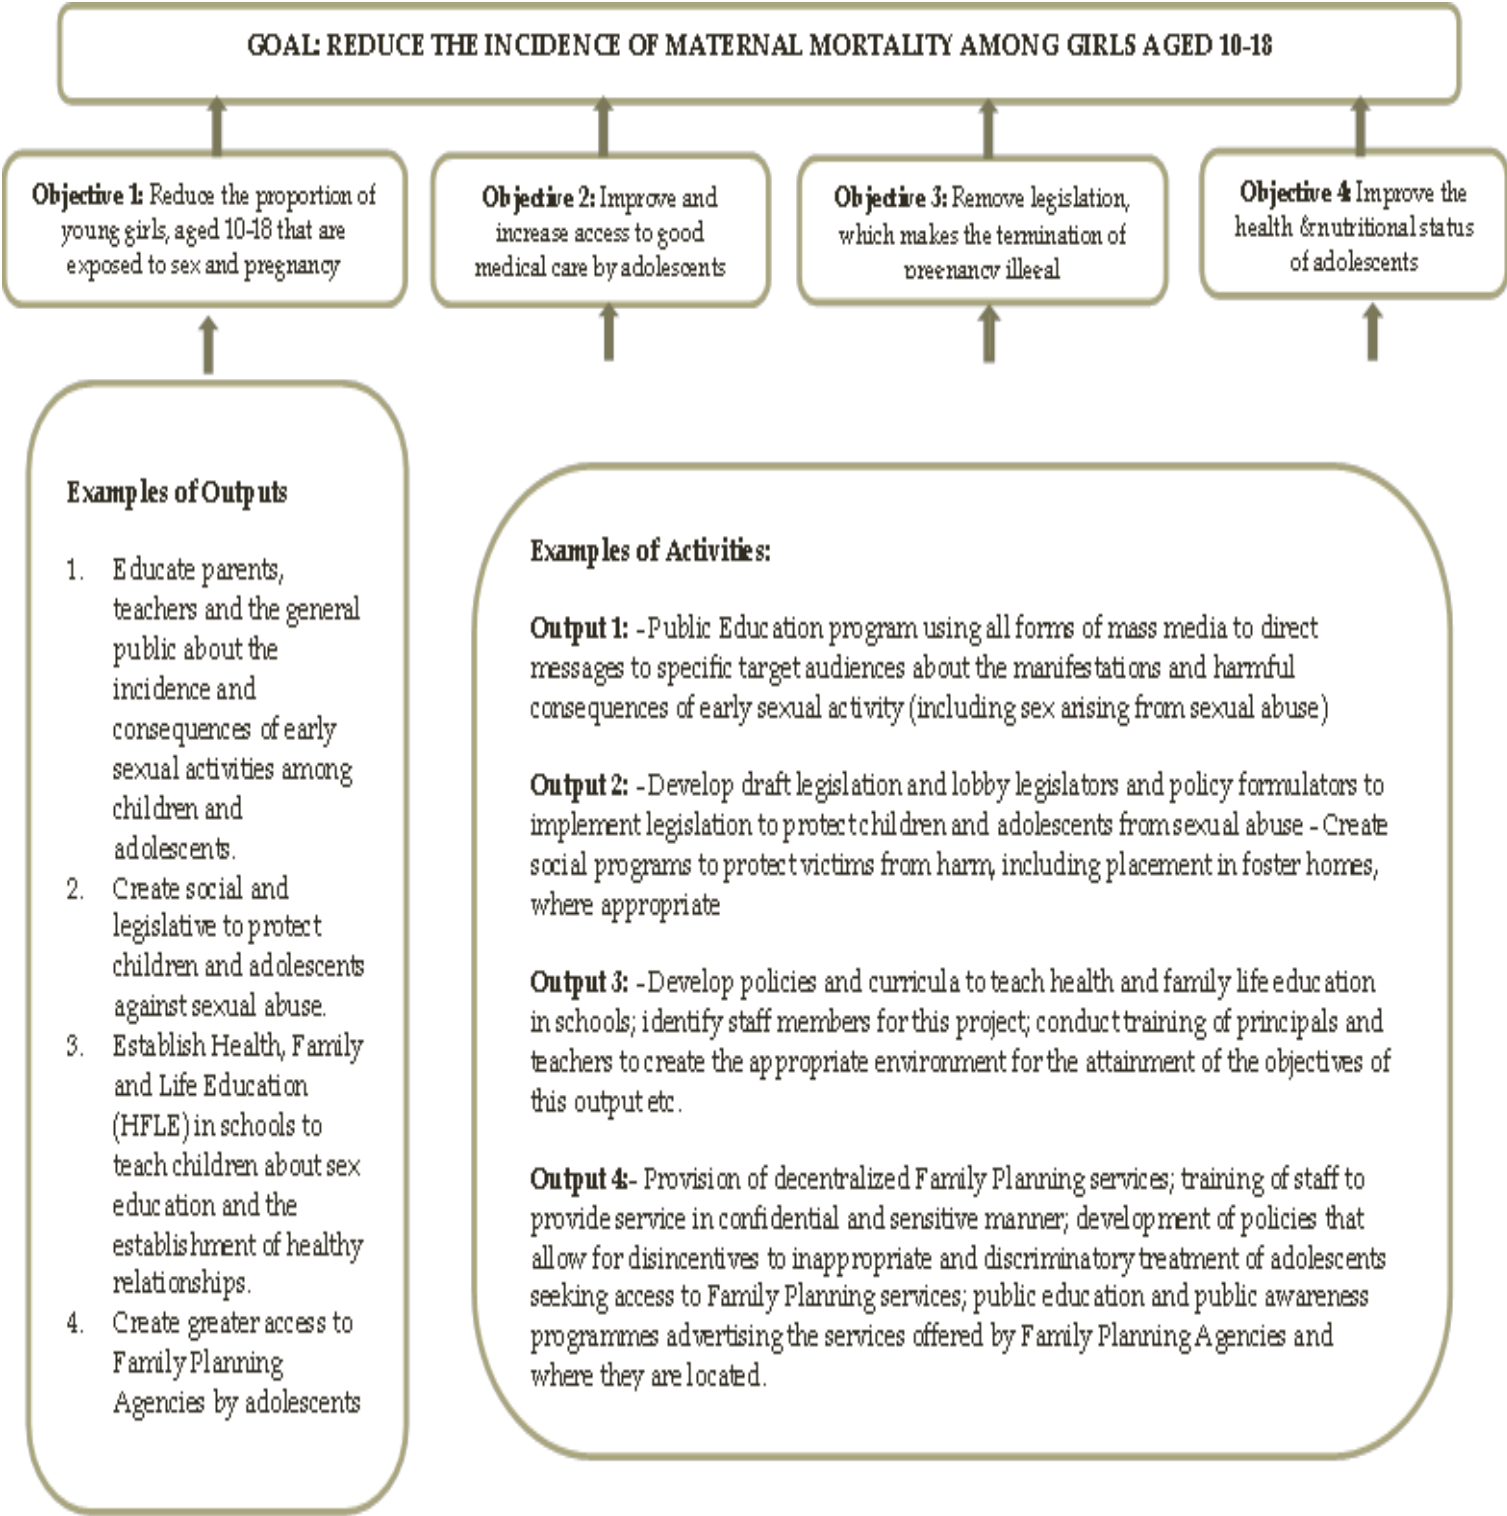 GOAL: REDUCE THE INCIDENCE OF MATERNAL MORTALITY AMONG GIRLS AGED 10-18
Objective 1: Reduce the proportion of
young girls, aged 10-18 that are
exposed to sex and pregnancy
Objective 2: Improve and
increase access to good
medical care by adolescents
Objective 3: Remove legislation,
which makes the termination of
pregnancy illegal
Objective 4: Improve the
health & nutritional status
of adolescents
Examples of Outputs
1. Educate parents,
teachers and the general
public about the
incidence and
consequences of early
sexual activities among
children and
adolescents.
2. Create social and
legislative to protect
children and adolescents
against sexual abuse.
3. Establish Health, Family
and Life Education
(HFLE) in schools to
teach children about sex
education and the
establishment of healthy
relationships.
4. Create greater access to
Family Planning
Agencies by adolescents
Examples of Activities:
Output 1: - Public Education program using all forms of mass media to direct
messages to specific target audiences about the manifestations and harmful
consequences of early sexual activity (including sex arising from sexual abuse)
Output 2: - Develop draft legislation and lobby legislators and policy formulators to
implement legislation to protect children and adolescents from sexual abuse - Create
social programs to protect victims from harm, including placement in foster homes,
where appropriate
Output 3: - Develop policies and curricula to teach health and family life education
in schools; identify staff members for this project; conduct training of principals and
teachers to create the appropriate environment for the attainment of the objectives of
this output etc.
Output 4:- Provision of decentralized Family Planning services; training of staff to
provide service in confidential and sensitive manner; development of policies that
allow for disincentives to inappropriate and discriminatory treatment of adolescents
seeking access to Family Planning services; public education and public awareness
programmes advertising the services offered by Family Planning Agencies and
where they are located.